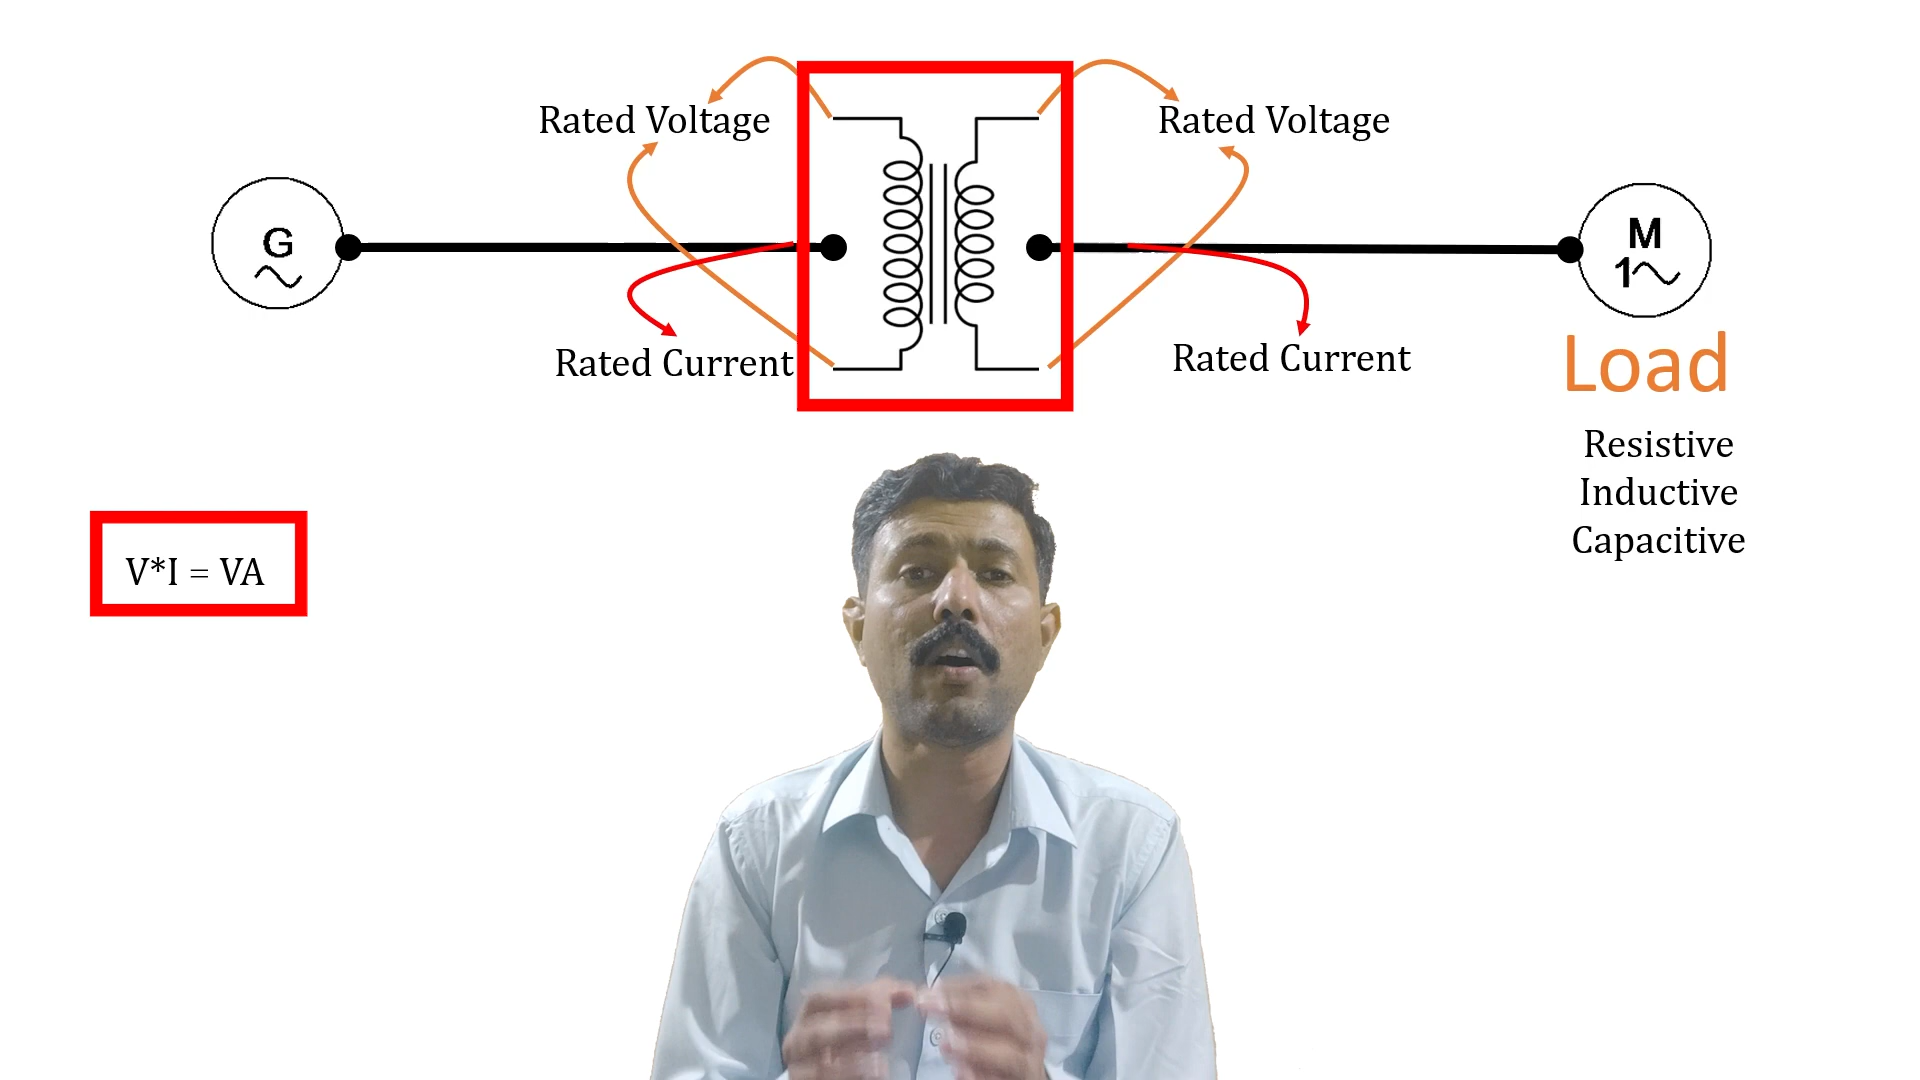 Rated Voltage
Rated Voltage
G
M
1
Rated Current
Rated Current
Load
Resistive
Inductive
Capacitive
V*I = VA